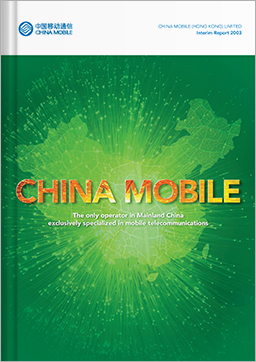 中国移动通信
CHINA MOBILE
CHINA MOBILE (HONG KONG) LIMITED
Interim Report 2003
CHINA MOBILE
The only operator in Mainland China
exclusively specialized in mobile telecommunications